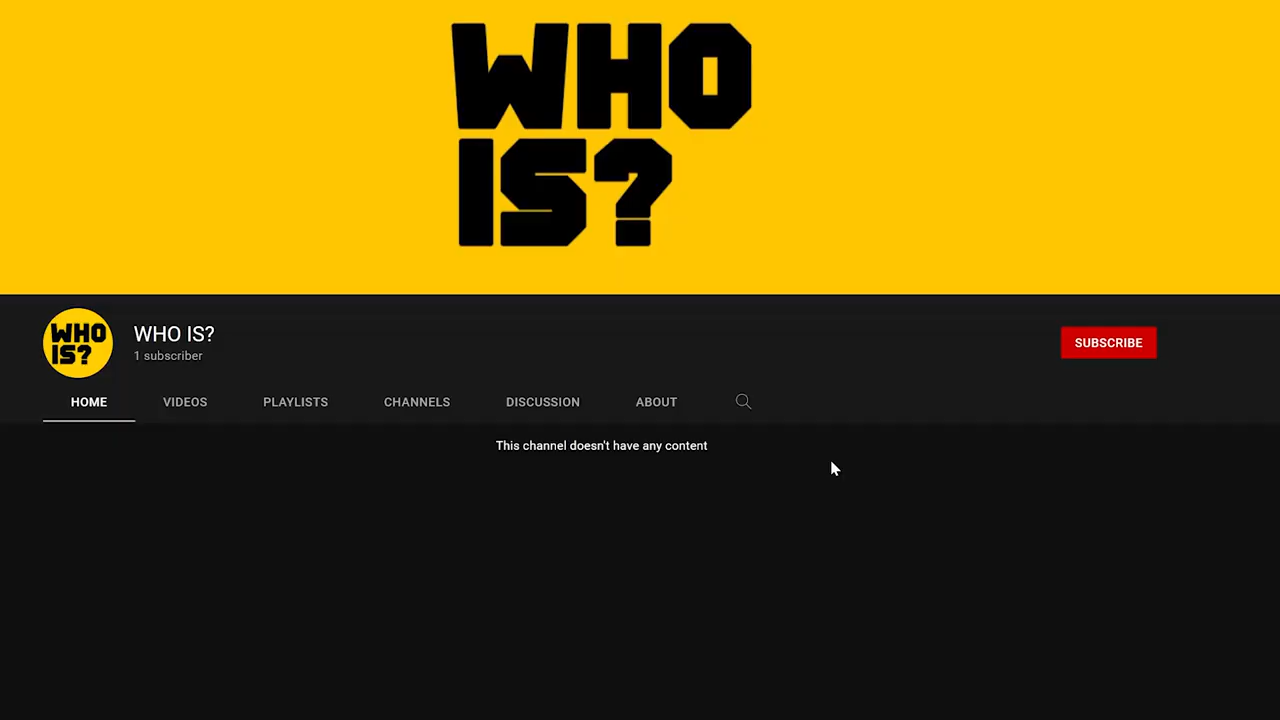 WHO
IS?
WHO
IS?
WHO IS?
1 subscriber
SUBSCRIBE
HOME VIDEOS PLAYLISTS CHANNELS DISCUSSION ABOUT
This channel doesn't have any content